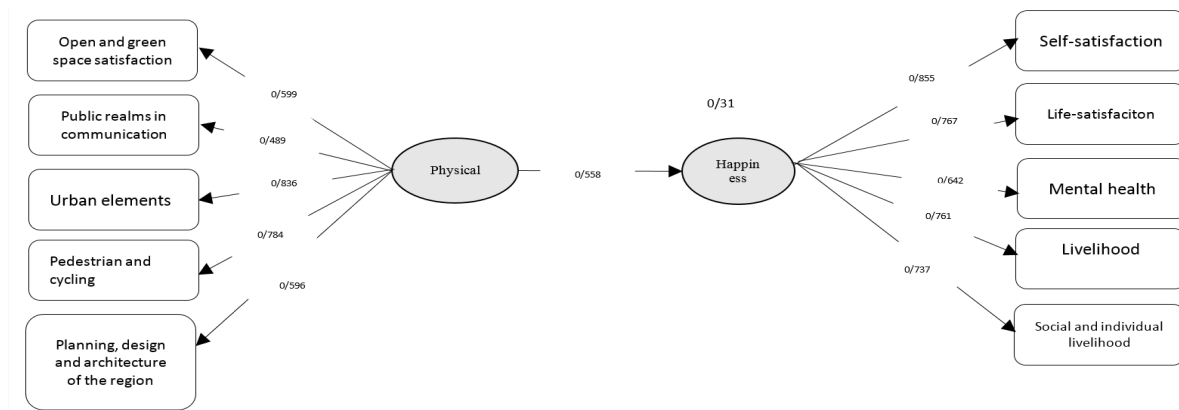 Open and green
space satisfaction
Public realms in
communication
Urban elements
Pedestrian and
cycling
Planning, design
and architecture
of the region
0/599
0/489
0/836
0/784
0/596
Physical
0/558
0/31
Happin
ess
0/855
0/767
0/642
0/761
0/737
Self-satisfaction
Life-satisfaciton
Mental health
Livelihood
Social and individual
livelihood